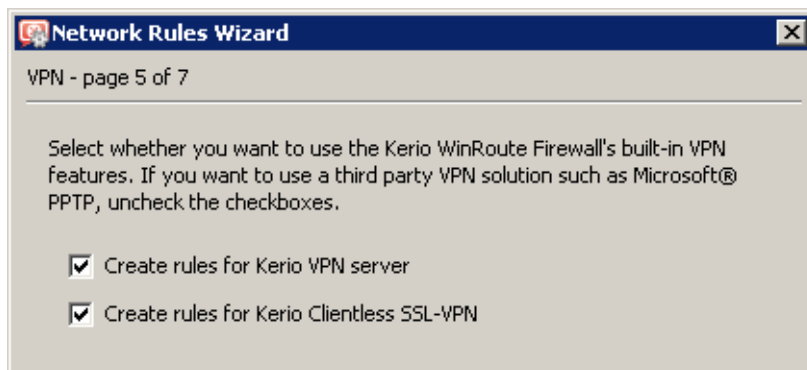 Network Rules Wizard
VPN - page 5 of 7
Select whether you want to use the Kerio WinRoute Firewall's built-in VPN
features. If you want to use a third party VPN solution such as Microsoft®
PPTP, uncheck the checkboxes.
Create rules for Kerio VPN server
Create rules for Kerio Clientless SSL-VPN